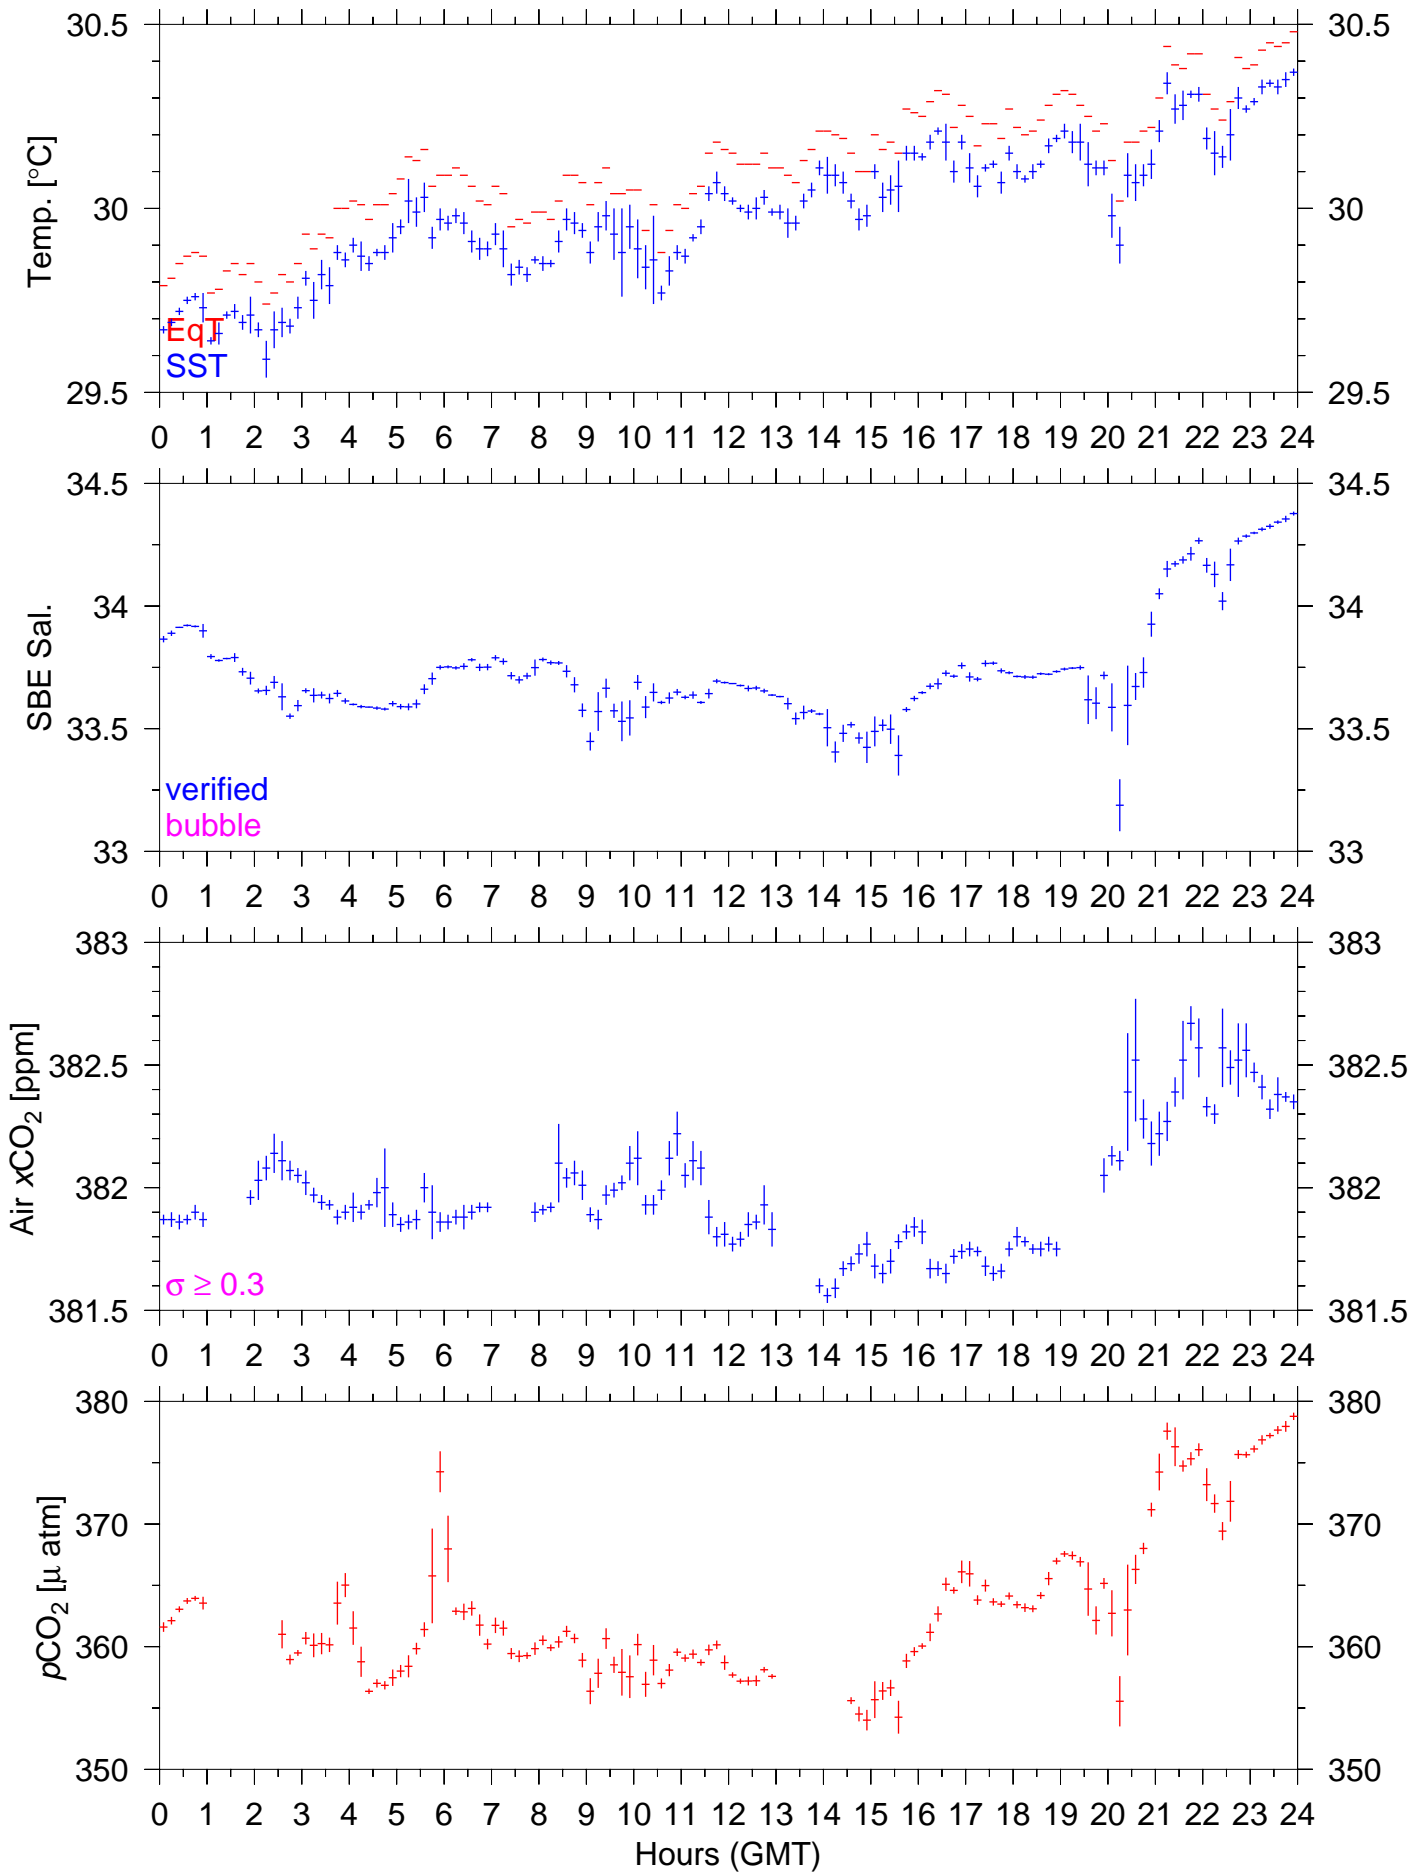 30.5 30.5
30 30
29.5 29.5
Temp. [°C]
EqT
SST
0 1 2 3 4 5 6 7 8 9 10 11 12 13 14 15 16 17 18 19 20 21 22 23 24
34.5 34.5
34 34
33.5 33.5
33 33
SBE Sal.
verified
bubble
0 1 2 3 4 5 6 7 8 9 10 11 12 13 14 15 16 17 18 19 20 21 22 23 24
383 383
382.5 382.5
382 382
381.5 381.5
Air xCO₂ [ppm]
σ ≥ 0.3
0 1 2 3 4 5 6 7 8 9 10 11 12 13 14 15 16 17 18 19 20 21 22 23 24
380 380
370 370
360 360
350 350
pCO₂ [μ atm]
0 1 2 3 4 5 6 7 8 9 10 11 12 13 14 15 16 17 18 19 20 21 22 23 24
Hours (GMT)